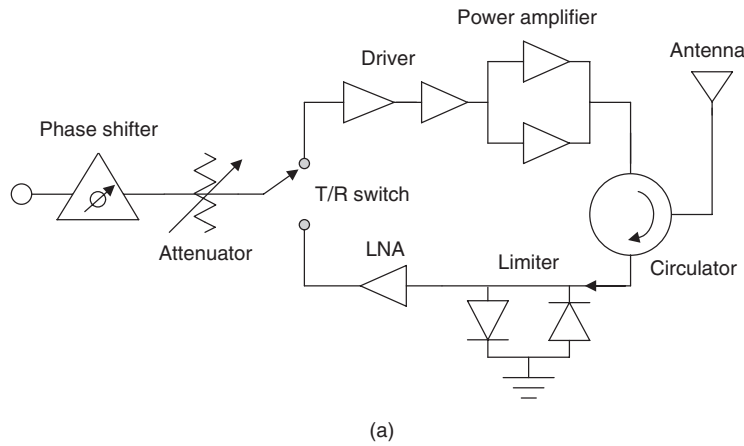 Power amplifier
Antenna
Driver
Phase shifter
T/R switch
Attenuator
LNA
Limiter
Circulator
(a)